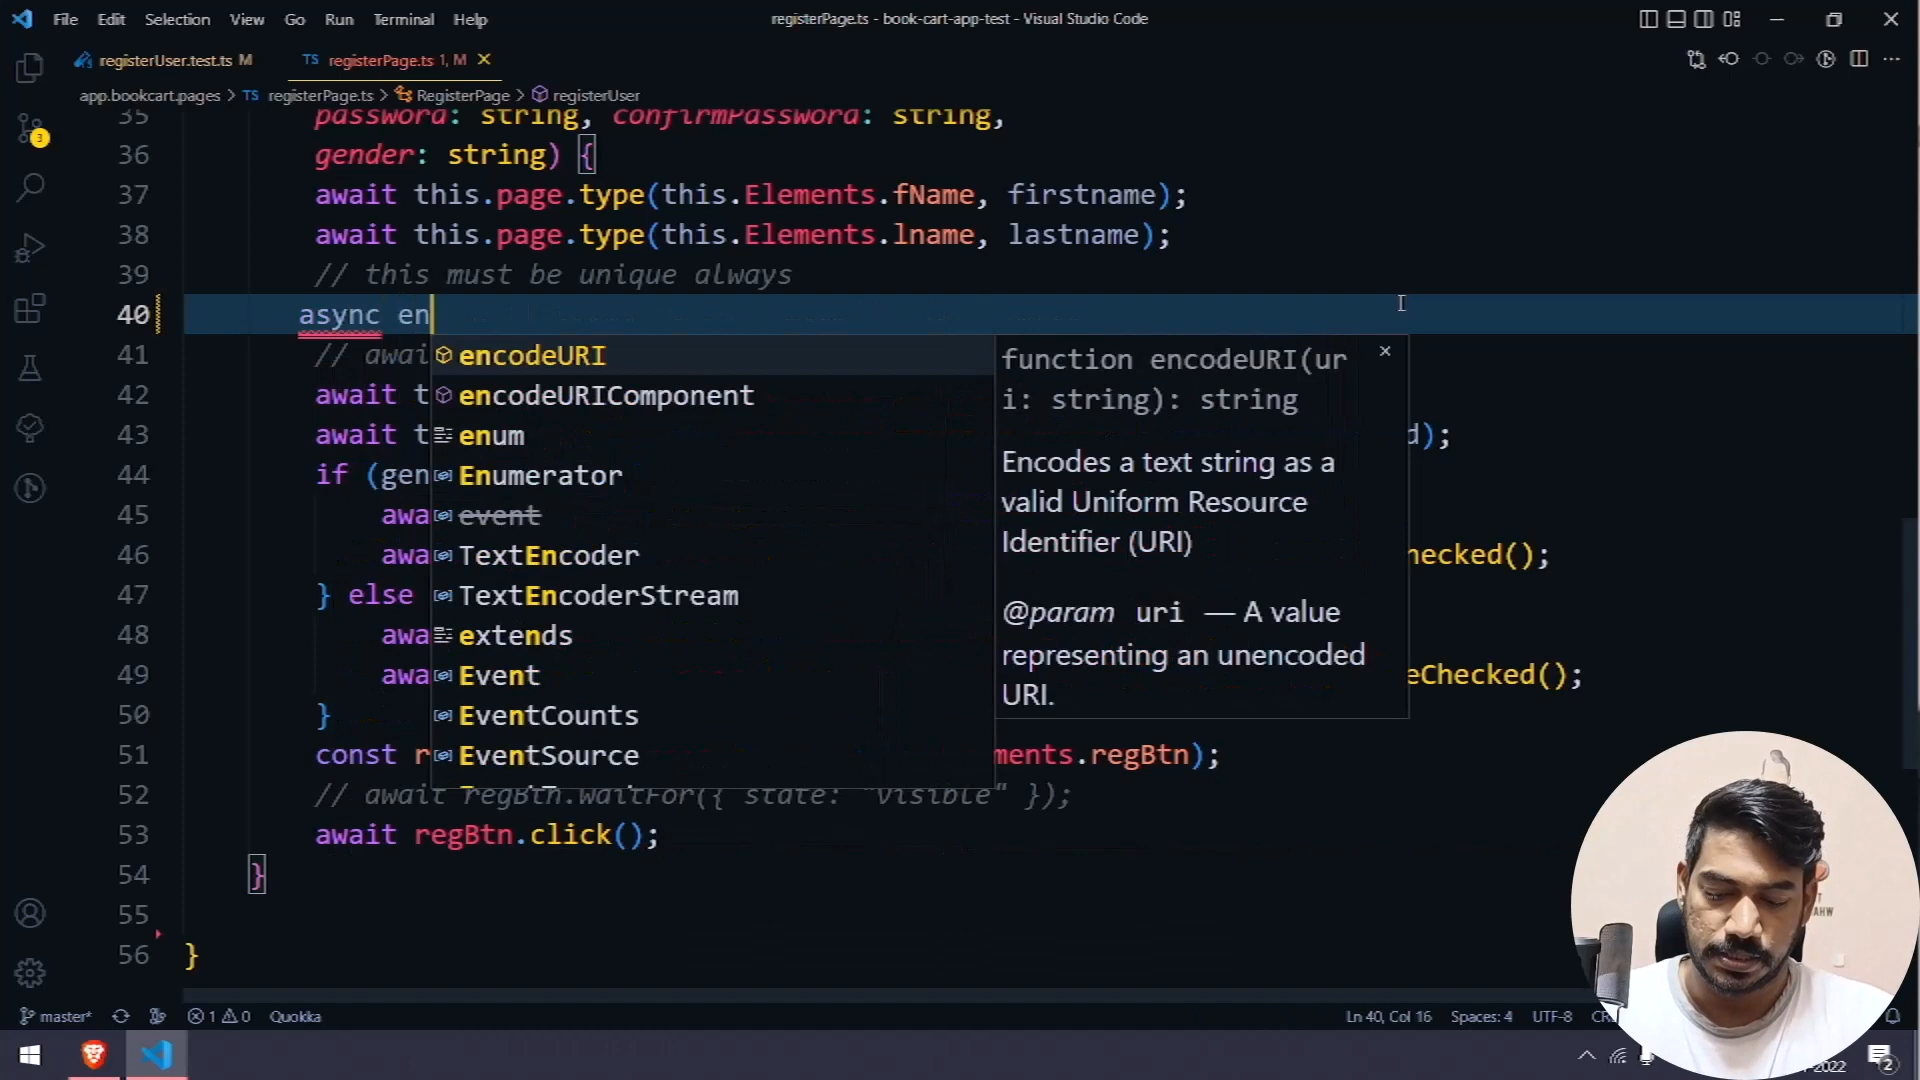 File Edit Selection View Go Run Terminal Help registerPage.ts - book-cart-app-test - Visual Studio Code
registerUser.test.ts M TS registerPage.ts 1, M
app.bookcart.pages > TS registerPage.ts > RegisterPage > registerUser
35 password: string, confirmPassword: string,
36 gender: string) {
37 await this.page.type(this.Elements.fName, firstname);
38 await this.page.type(this.Elements.lname, lastname);
39 // this must be unique always
40 async en
41 // awai
42 await t
43 await t d);
44 if (gen
45 awa
46 awa hecked();
47 } else
48 awa
49 awa eChecked();
50 }
51 const r ments.regBtn);
52 // await regBtn.waitFor({ state: "visible" });
53 await regBtn.click();
54 }
55
56 }
encodeURI
encodeURIComponent
enum
Enumerator
event
TextEncoder
TextEncoderStream
extends
Event
EventCounts
EventSource
function encodeURI(ur
i: string): string
Encodes a text string as a
valid Uniform Resource
Identifier (URI)
@param uri — A value
representing an unencoded
URI.
3
master* 1 0 Quokka Ln 40, Col 16 Spaces: 4 UTF-8
2022 2